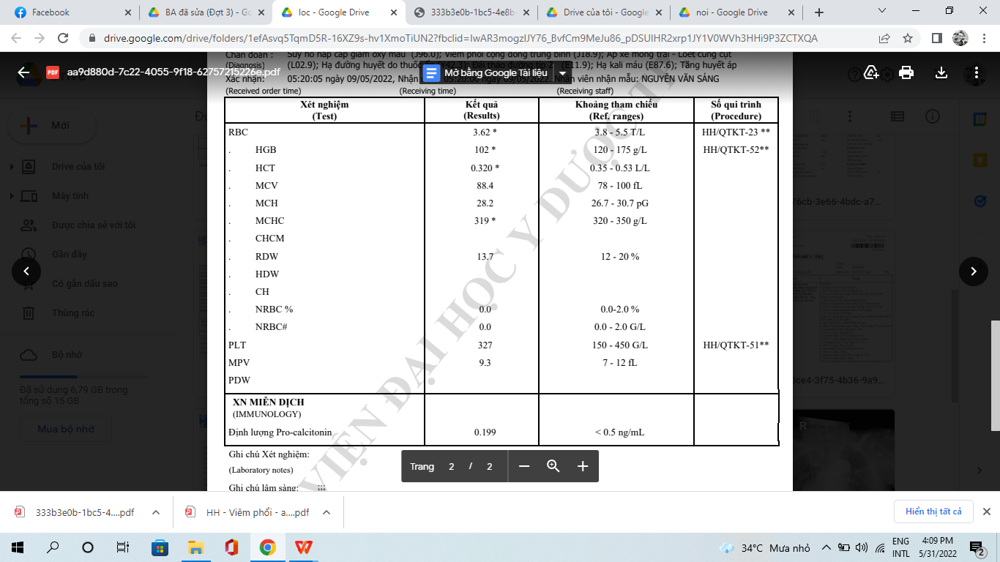 Facebook
BA đã sửa (Đợt 3) - Go
loc - Google Drive
333b3e0b-1bc5-4e8b-
Drive của tôi - Google
noi - Google Drive
drive.google.com/drive/folders/1efAsvq5TqmD5R-16XZ9s-hv1XmoTiUN2?fbclid=IwAR3mogzIJY76_BvfCm9MeJu86_pDSUIHR2xrp1JY1V0WVh3HHi9P3ZCTXQA
Chẩn đoán : Suy hô hấp cấp giảm oxy máu (J96.0); Viêm phổi cộng đồng trung bình (J18.9); Áp xe mông trái - Loét cùng cụt
(Diagnosis) (L02.9); Hạ đường huyết do thuốc (Y42.3); Đái tháo đường típ 2 (E11.9); Hạ kali máu (E87.6); Tăng huyết áp
PDF aa9d880d-7c22-4055-9f18-62757215226e.pdf
Mở bằng Google Tài liệu
Xác nhận: 05:20:05 ngày 09/05/2022, Nhận 05:20:00 ngày 09/05/2022. Nhân viên nhận mẫu: NGUYỄN VĂN SÁNG
(Received order time) (Receiving time) (Receiving staff)
Xét nghiệm Kết quả Khoảng tham chiếu Số qui trình
(Test) (Results) (Ref. ranges) (Procedure)
RBC 3.62 * 3.8 - 5.5 T/L HH/QTKT-23 **
. HGB 102 * 120 - 175 g/L HH/QTKT-52**
. HCT 0.320 * 0.35 - 0.53 L/L
. MCV 88.4 78 - 100 fL
. MCH 28.2 26.7 - 30.7 pG
. MCHC 319 * 320 - 350 g/L
. CHCM
. RDW 13.7 12 - 20 %
. HDW
. CH
. NRBC % 0.0 0.0-2.0 %
. NRBC# 0.0 0.0 - 2.0 G/L
PLT 327 150 - 450 G/L HH/QTKT-51**
MPV 9.3 7 - 12 fL
PDW
XN MIỄN DỊCH
(IMMUNOLOGY)
Định lượng Pro-calcitonin 0.199 < 0.5 ng/mL
Ghi chú Xét nghiệm:
(Laboratory notes)
Ghi chú lâm sàng: ;;;
VIỆN ĐẠI HỌC Y DƯỢC T
Trang 2 / 2
Mới
Drive của tôi
Máy tính
Được chia sẻ với tôi
Gần đây
Có gắn dấu sao
Thùng rác
Bộ nhớ
Đã sử dụng 6,79 GB trong
tổng số 15 GB
Mua bộ nhớ
76cb-3e66-4bdc-a7...
0ce4-3f75-4b36-9a9...
R
333b3e0b-1bc5-4....pdf
HH - Viêm phổi - a....pdf
Hiển thị tất cả
34°C Mưa nhỏ
ENG
INTL
4:09 PM
5/31/2022
2